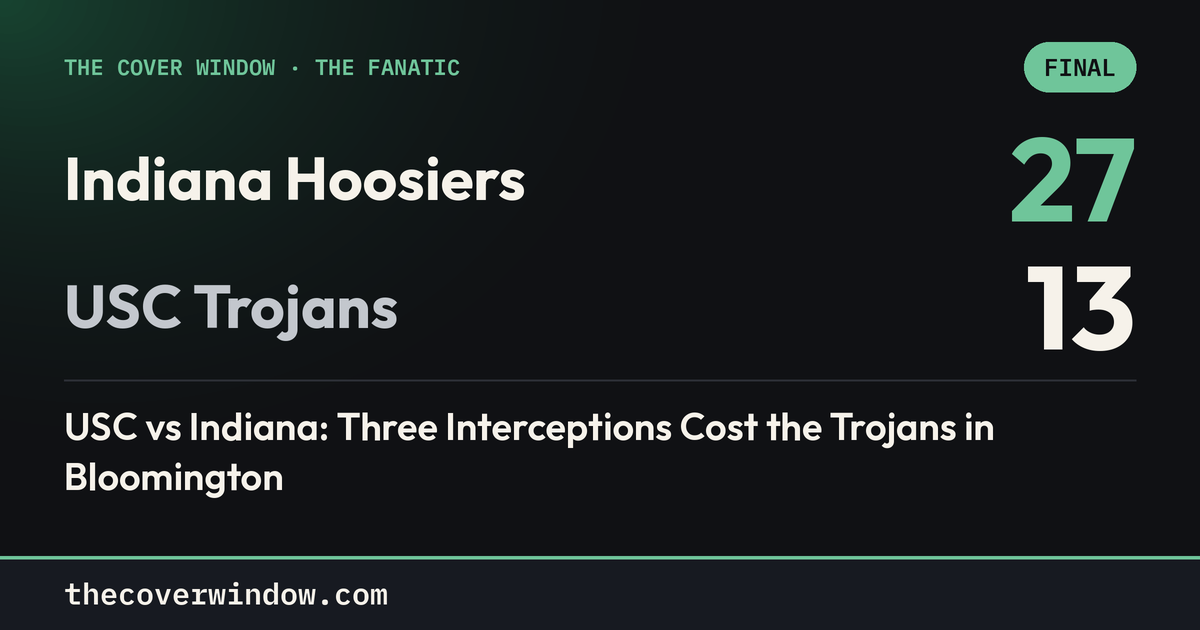 THE COVER WINDOW · THE FANATIC
FINAL
Indiana Hoosiers 27
USC Trojans 13
USC vs Indiana: Three Interceptions Cost the Trojans in
Bloomington
thecoverwindow.com